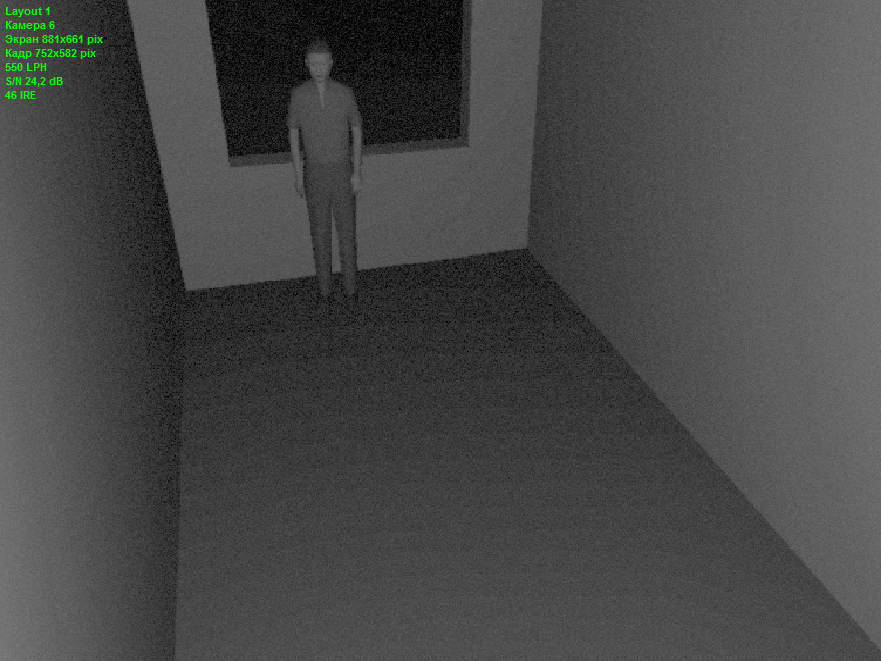 Layout 1
Камера 6
Экран 881x661 pix
Кадр 752x582 pix
550 LPH
S/N 24,2 dB
46 IRE